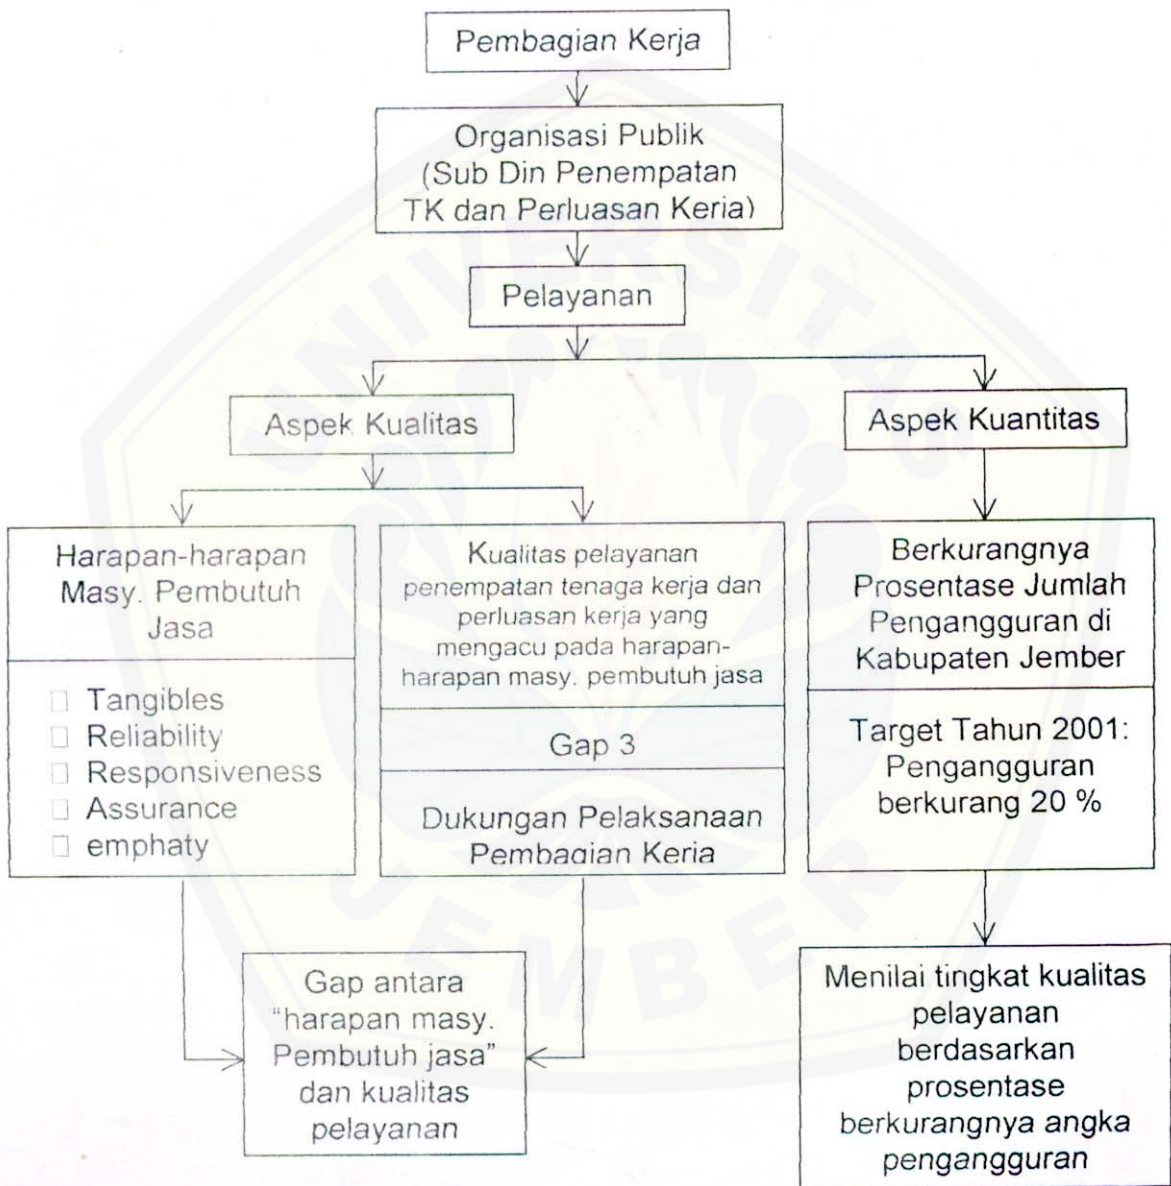 Pembagian Kerja
Organisasi Publik
(Sub Din Penempatan
TK dan Perluasan Kerja)
Pelayanan
Aspek Kualitas
Aspek Kuantitas
Harapan-harapan
Masy. Pembutuh
Jasa
Tangibles
Reliability
Responsiveness
Assurance
emphaty
Kualitas pelayanan
penempatan tenaga kerja dan
perluasan kerja yang
mengacu pada harapan-
harapan masy. pembutuh jasa
Gap 3
Dukungan Pelaksanaan
Pembagian Kerja
Berkurangnya
Prosentase Jumlah
Pengangguran di
Kabupaten Jember
Target Tahun 2001:
Pengangguran
berkurang 20 %
Gap antara
“harapan masy.
Pembutuh jasa”
dan kualitas
pelayanan
Menilai tingkat kualitas
pelayanan
berdasarkan
prosentase
berkurangnya angka
pengangguran
UNIVERSITAS
JEMBER